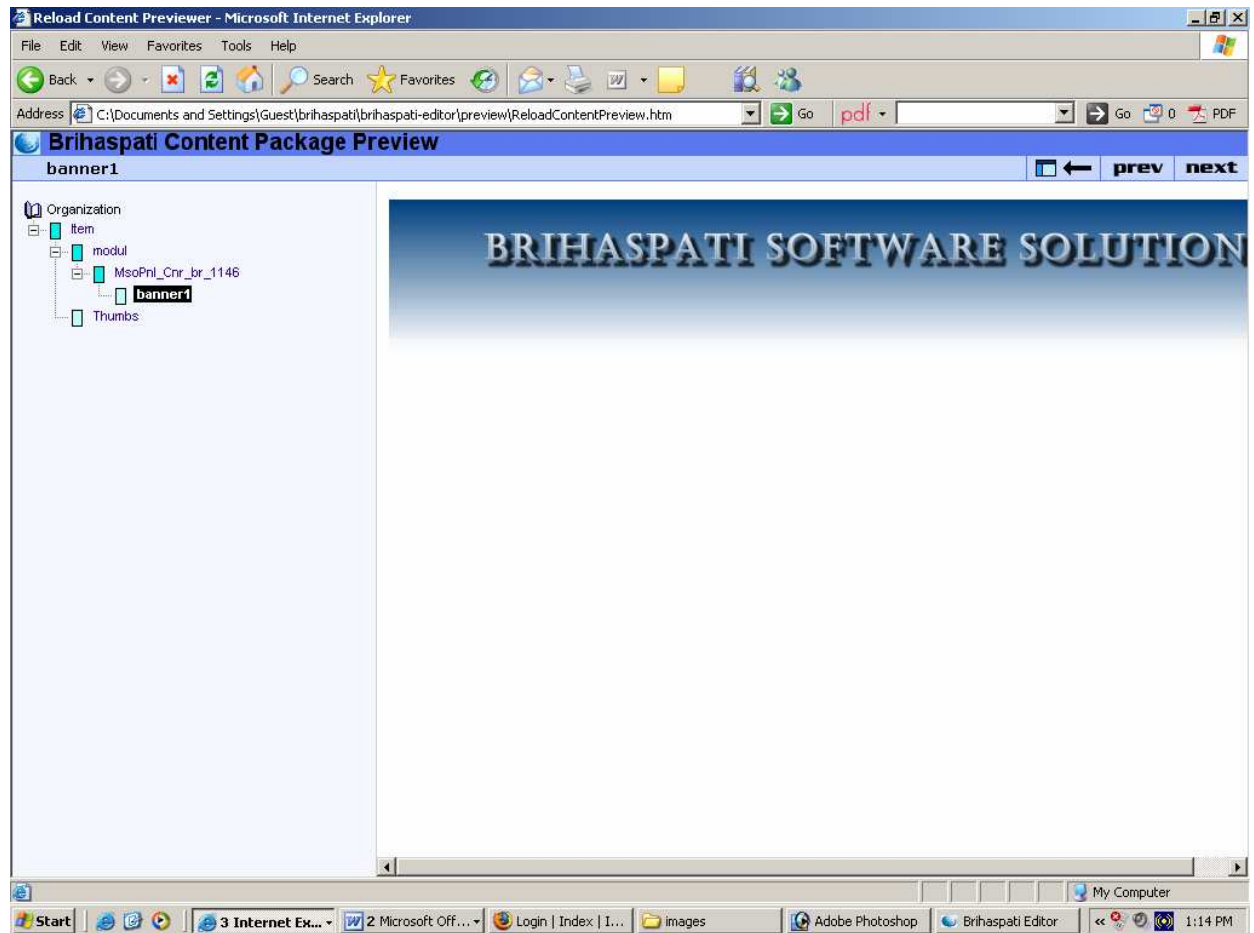 Reload Content Previewer - Microsoft Internet Explorer
File Edit View Favorites Tools Help
Back Search Favorites
Address C:\Documents and Settings\Guest\brihaspati\brihaspati-editor\preview\ReloadContentPreview.htm Go pdf Go 0 PDF
Brihaspati Content Package Preview
banner1 prev next
Organization
Item
modul
MsoPnl_Cnr_br_1146
banner1
Thumbs
BRIHASPATI SOFTWARE SOLUTION
My Computer
Start 3 Internet Ex... 2 Microsoft Off... Login | Index | I... images Adobe Photoshop Brihaspati Editor « 1:14 PM